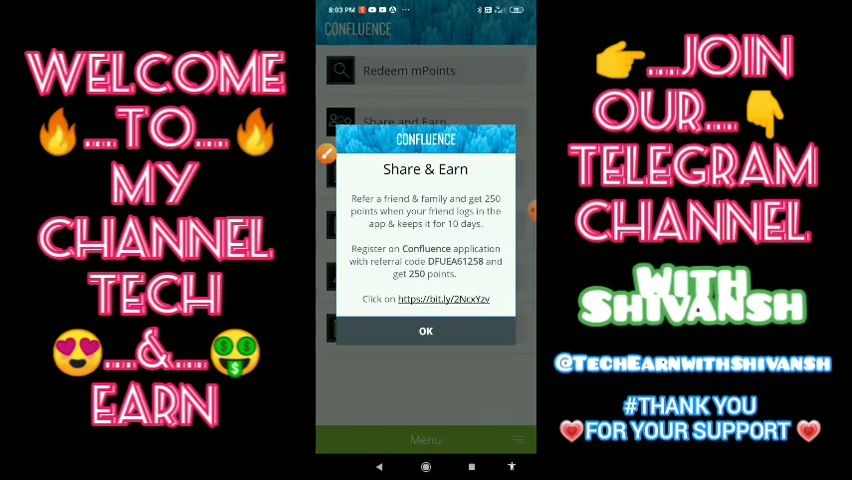 WELCOME
....TO....
MY
CHANNEL
TECH
....&....
EARN
8:03 PM
CONFLUENCE
Redeem mPoints
Share and Earn
CONFLUENCE
Share & Earn
Refer a friend & family and get 250
points when your friend logs in the
app & keeps it for 10 days.
Register on Confluence application
with referral code DFUEA61258 and
get 250 points.
Click on https://bit.ly/2NcxYzv
OK
Menu
....JOIN
OUR....
TELEGRAM
CHANNEL
WITH
SHIVANSH
@TECHEARNWITHSHIVANSH
#THANK YOU
FOR YOUR SUPPORT